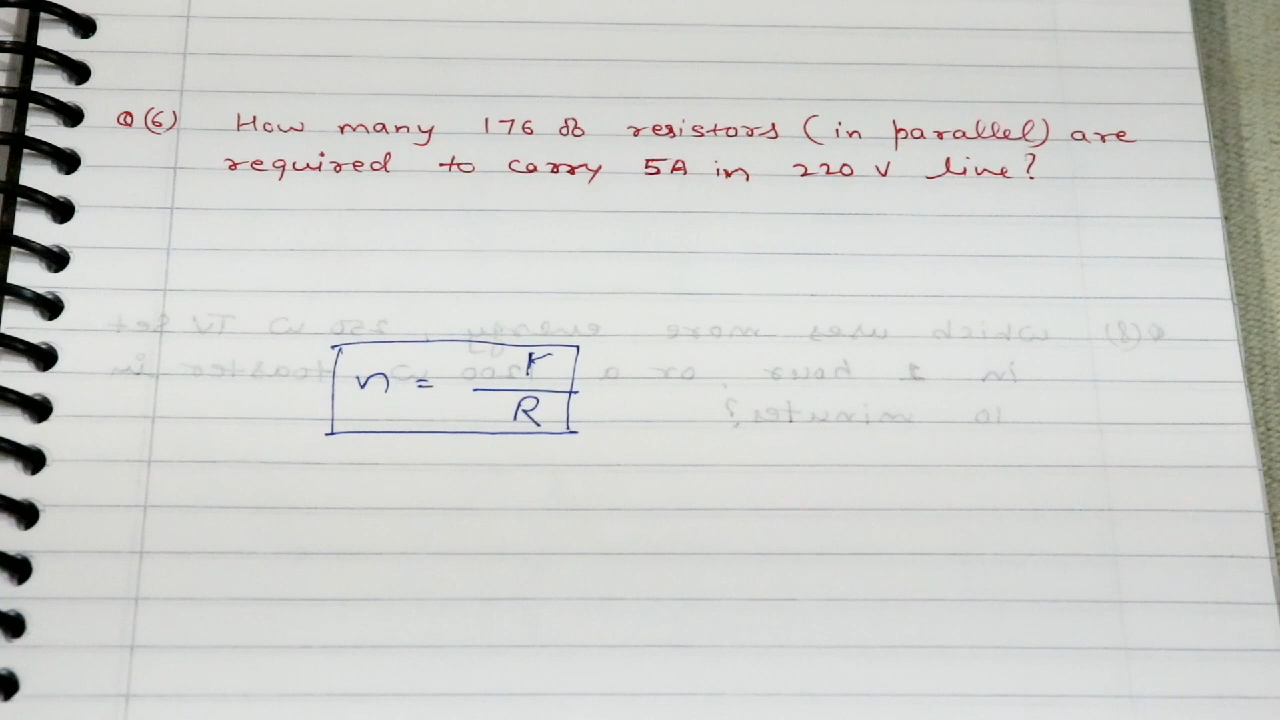 Q(6) How many 176 Ω resistors (in parallel) are
required to carry 5A in 220 V line?
n = r
R